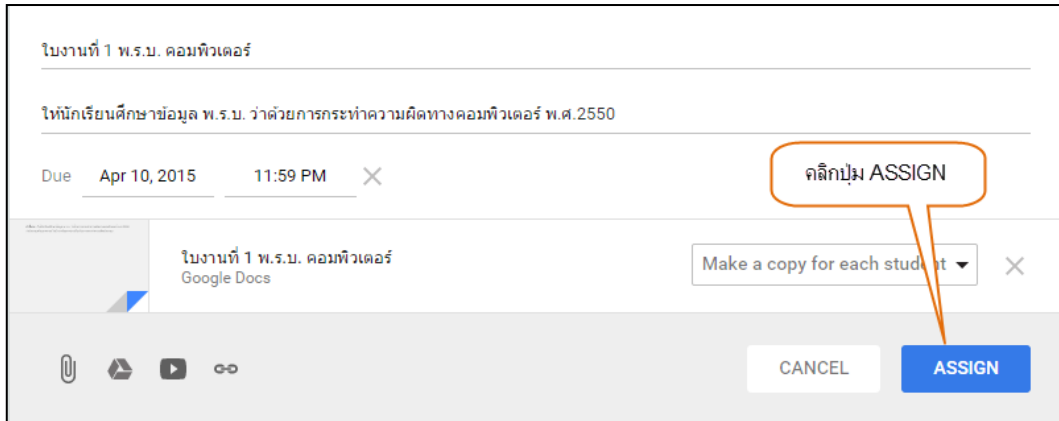 ใบงานที่ 1 พ.ร.บ. คอมพิวเตอร์
ให้นักเรียนศึกษาข้อมูล พ.ร.บ. ว่าด้วยการกระทำความผิดทางคอมพิวเตอร์ พ.ศ.2550
Due Apr 10, 2015 11:59 PM
คลิกปุ่ม ASSIGN
ใบงานที่ 1 พ.ร.บ. คอมพิวเตอร์
Google Docs
Make a copy for each student
CANCEL ASSIGN